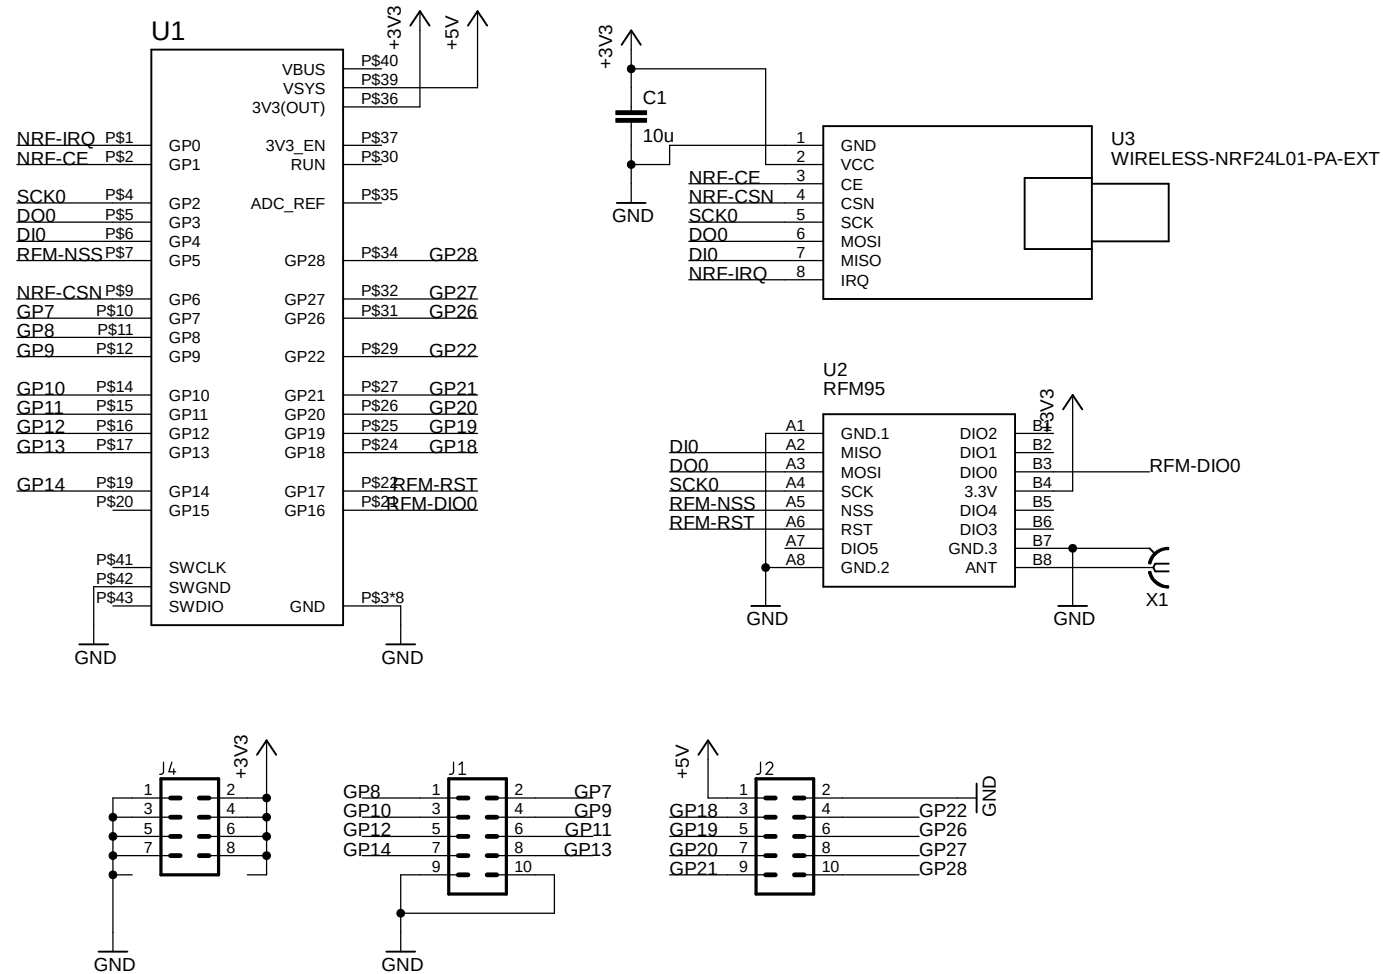 U1
+3V3
+5V
VBUS P$40
VSYS P$39
3V3(OUT) P$36
NRF-IRQ P$1 GP0 3V3_EN P$37
NRF-CE P$2 GP1 RUN P$30
SCK0 P$4 GP2 ADC_REF P$35
DO0 P$5 GP3
DI0 P$6 GP4
RFM-NSS P$7 GP5 GP28 P$34 GP28
NRF-CSN P$9 GP6 GP27 P$32 GP27
GP7 P$10 GP7 GP26 P$31 GP26
GP8 P$11 GP8
GP9 P$12 GP9 GP22 P$29 GP22
GP10 P$14 GP10 GP21 P$27 GP21
GP11 P$15 GP11 GP20 P$26 GP20
GP12 P$16 GP12 GP19 P$25 GP19
GP13 P$17 GP13 GP18 P$24 GP18
GP14 P$19 GP14 GP17 P$22 RFM-RST
P$20 GP15 GP16 P$21 RFM-DIO0
P$41 SWCLK
P$42 SWGND
P$43 SWDIO GND P$3*8
GND
GND
+3V3
C1
10u
GND
U3
WIRELESS-NRF24L01-PA-EXT
1 GND
2 VCC
NRF-CE 3 CE
NRF-CSN 4 CSN
SCK0 5 SCK
DO0 6 MOSI
DI0 7 MISO
NRF-IRQ 8 IRQ
U2
RFM95
+3V3
A1 GND.1 DIO2 B1
DI0 A2 MISO DIO1 B2
DO0 A3 MOSI DIO0 B3 RFM-DIO0
SCK0 A4 SCK 3.3V B4
RFM-NSS A5 NSS DIO4 B5
RFM-RST A6 RST DIO3 B6
A7 DIO5 GND.3 B7
A8 GND.2 ANT B8
X1
GND
GND
J4
+3V3
1 2
3 4
5 6
7 8
GND
J1
GP8 1 2 GP7
GP10 3 4 GP9
GP12 5 6 GP11
GP14 7 8 GP13
9 10
GND
+5V
J2
1 2 GND
GP18 3 4 GP22
GP19 5 6 GP26
GP20 7 8 GP27
GP21 9 10 GP28